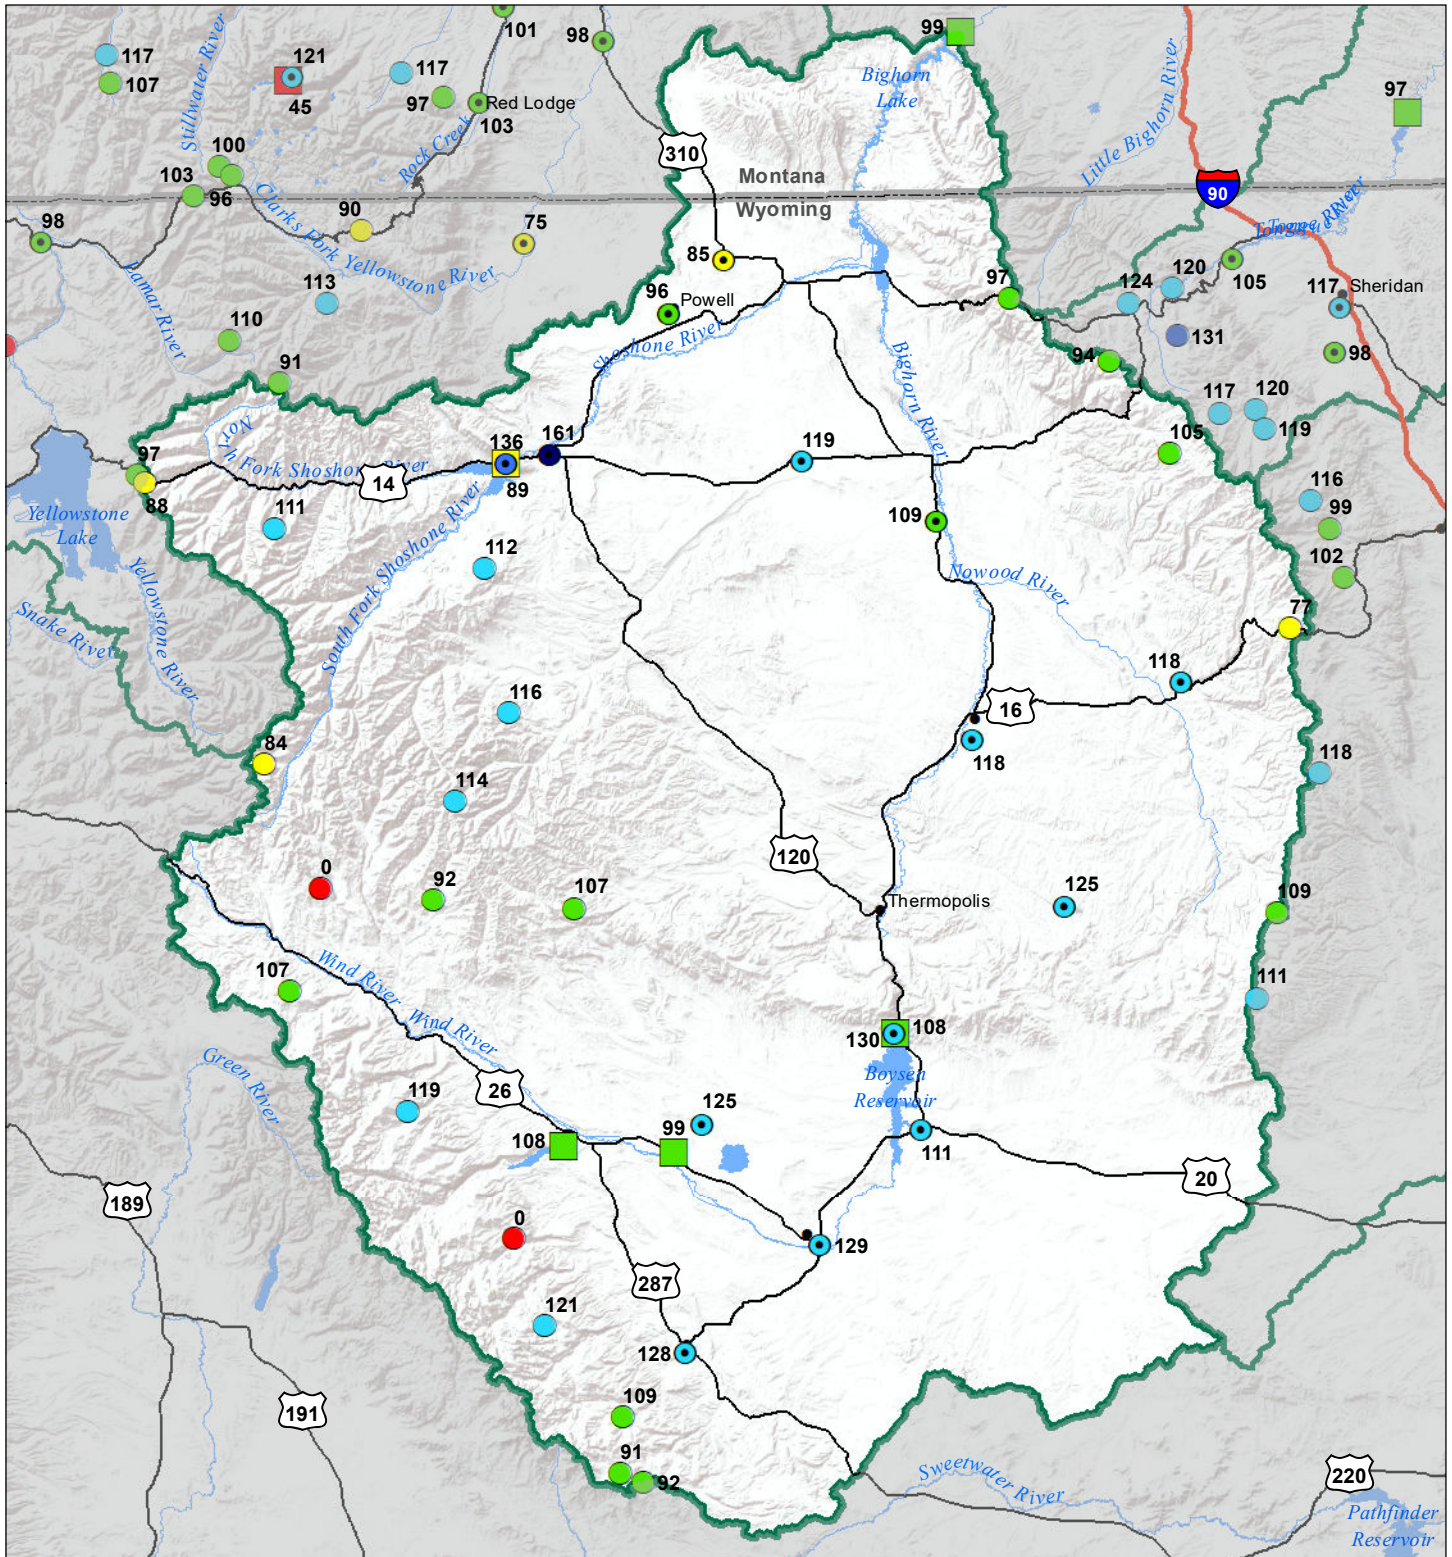 99
101
98
117
121
117
107
45
97
Red Lodge
103
Stillwater River
Rock Creek
Bighorn
Lake
Little Bighorn River
97
310
100
103
96
Clarks Fork Yellowstone River
Montana
Wyoming
90
98
90
75
Tongue River
Tongue River
85
Lamar River
113
97
124
120
105
117
Sheridan
96
Powell
110
Shoshone River
131
Bighorn River
94
98
91
117
120
119
North Fork Shoshone River
97
88
14
136
89
161
119
105
116
99
Yellowstone
Lake
111
109
102
112
South Fork Shoshone River
Nowood River
Yellowstone River
Snake River
77
118
116
16
118
84
118
114
120
0
92
107
Thermopolis
125
109
107
Wind River
111
Wind River
130
108
Green River
Boysen
Reservoir
26
119
125
108
99
111
20
189
0
129
287
121
128
109
191
91
92
Sweetwater River
220
Pathfinder
Reservoir